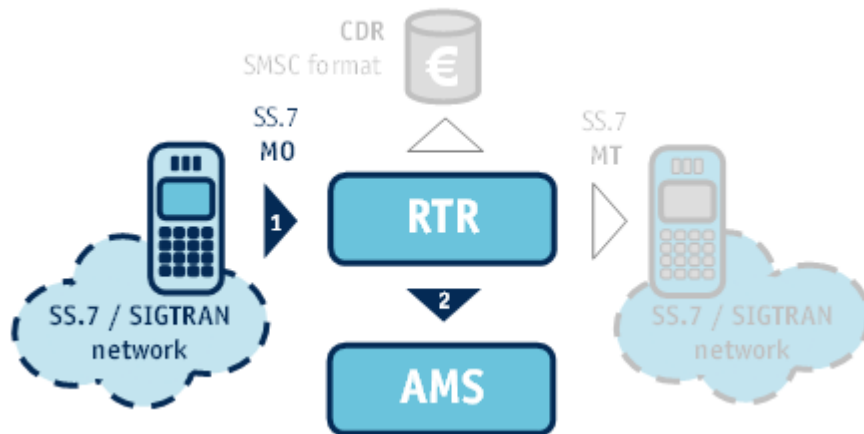 CDR
SMSC format
€
SS.7
MO
SS.7
MT
1
RTR
2
SS.7 / SIGTRAN
network
SS.7 / SIGTRAN
network
AMS